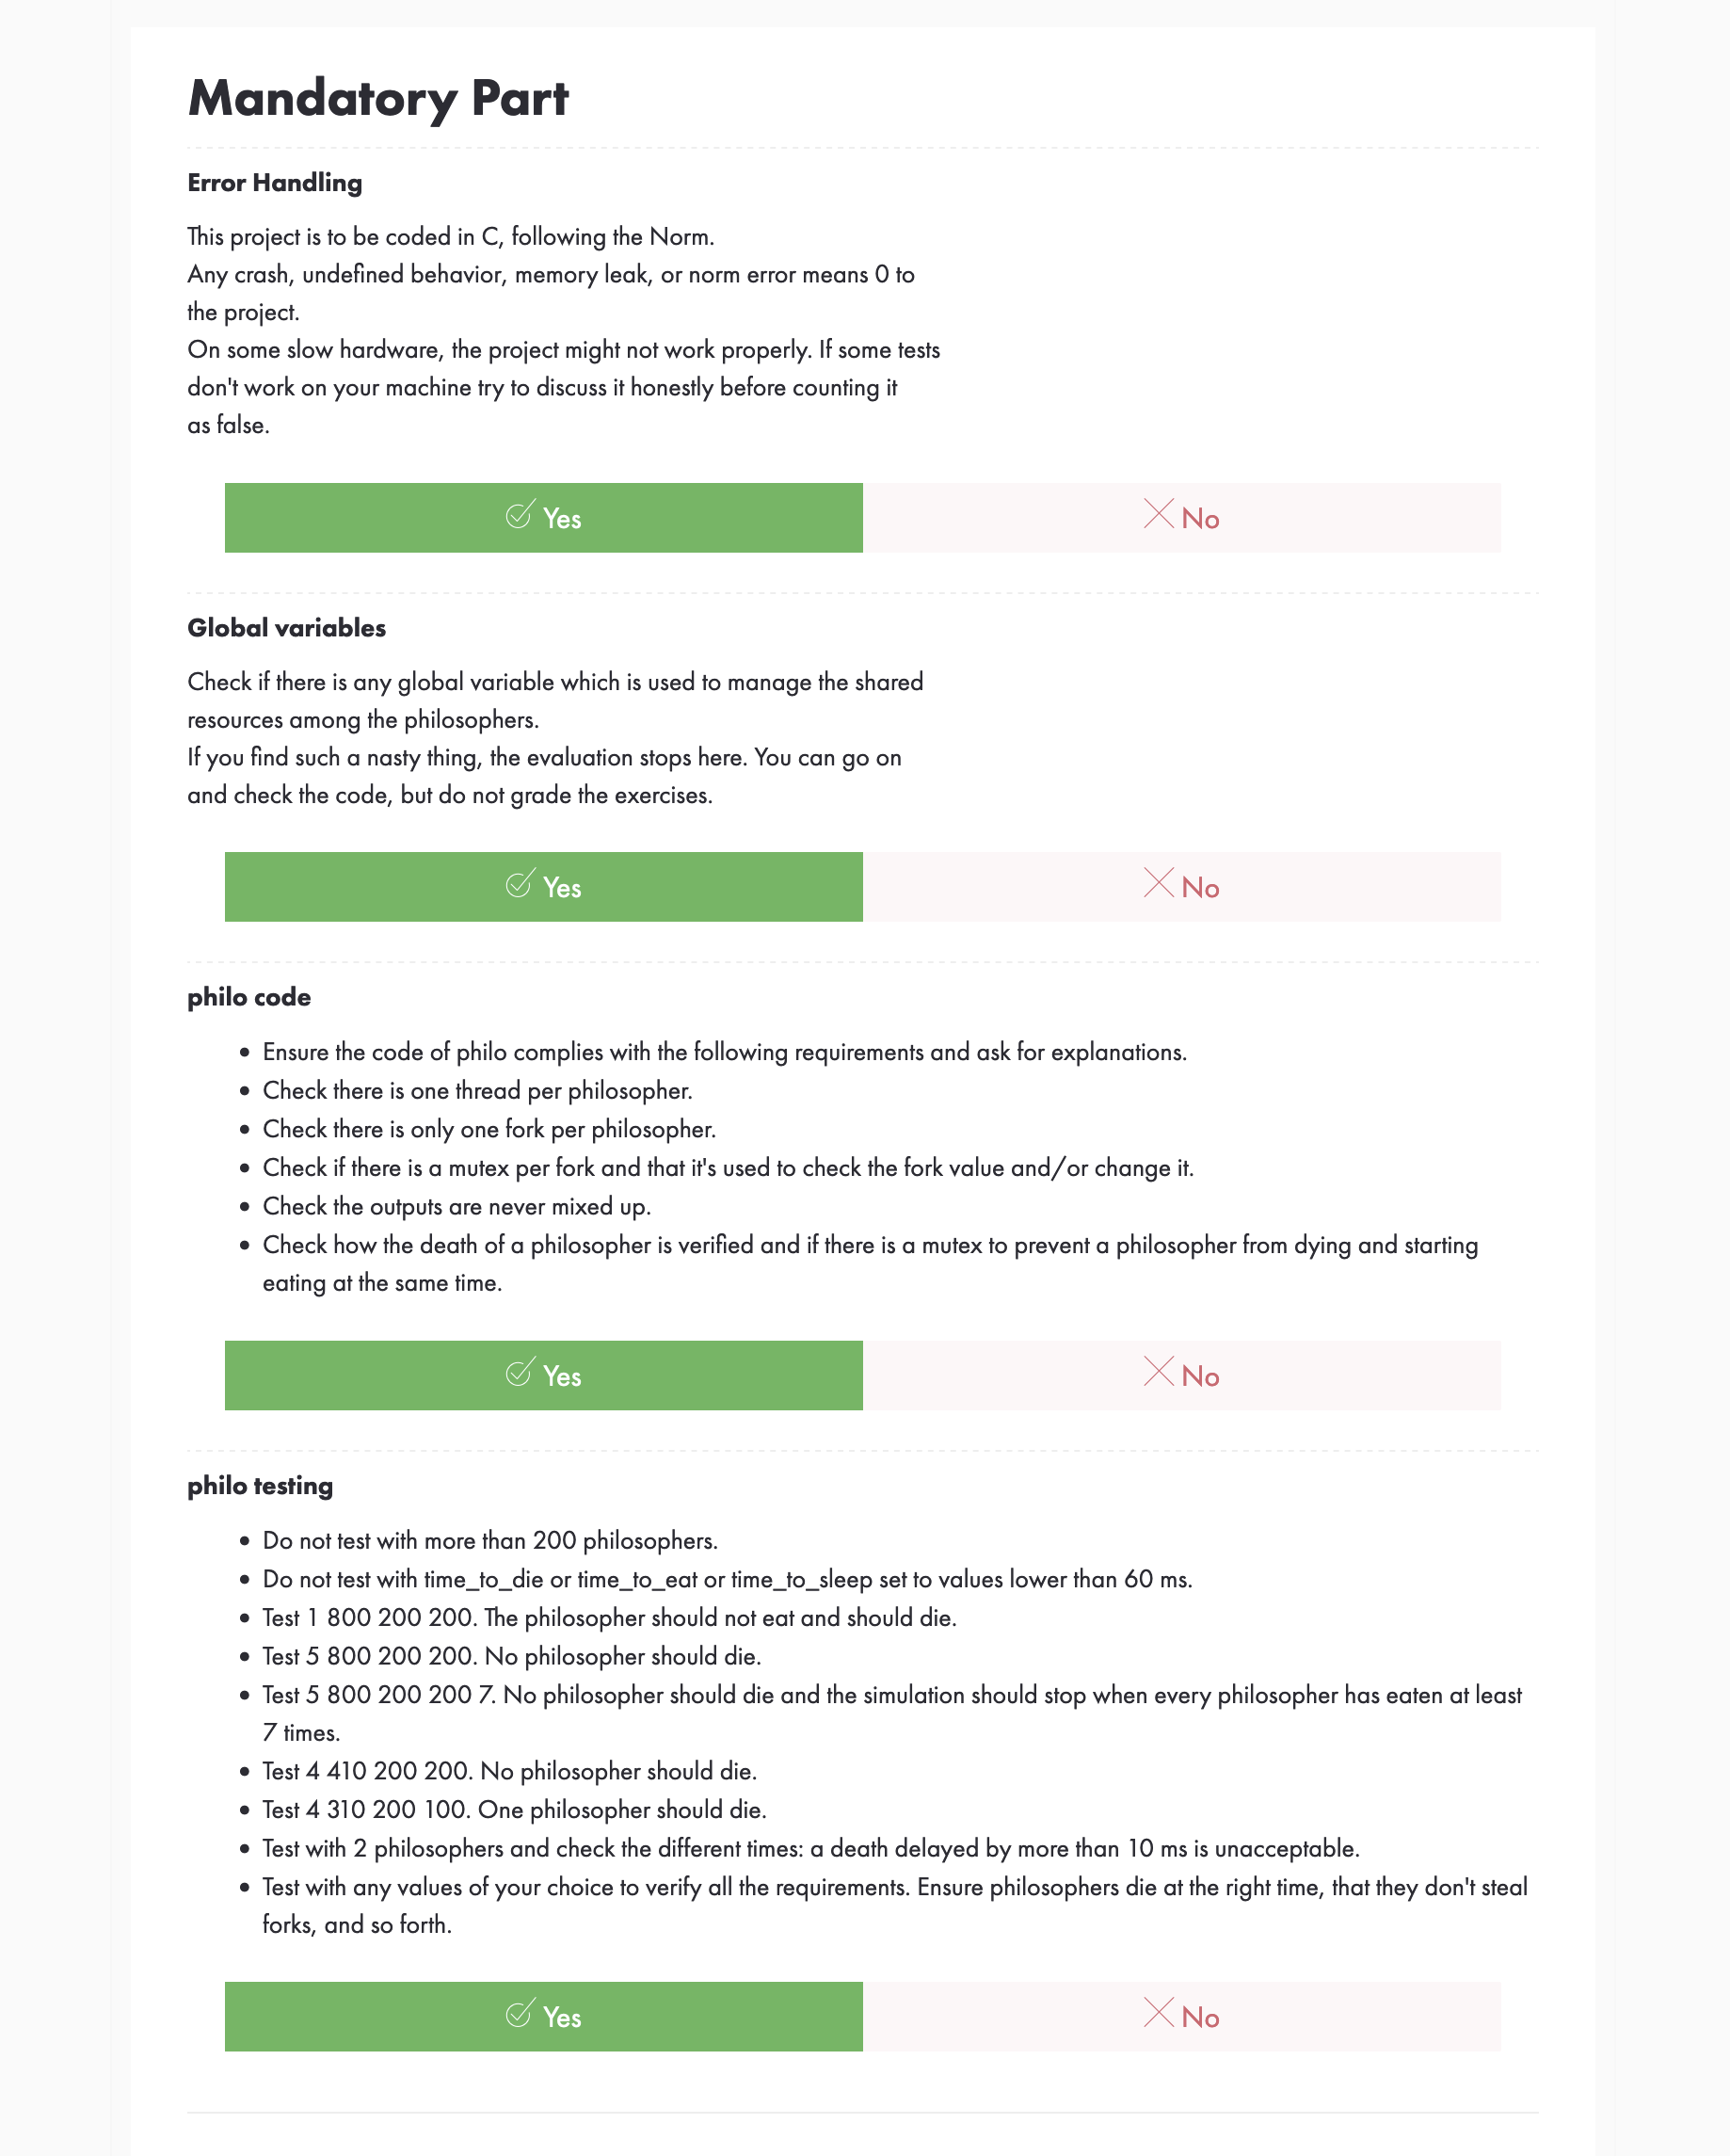 Mandatory Part
Error Handling
This project is to be coded in C, following the Norm.
Any crash, undefined behavior, memory leak, or norm error means 0 to
the project.
On some slow hardware, the project might not work properly. If some tests
don't work on your machine try to discuss it honestly before counting it
as false.
Yes No
Global variables
Check if there is any global variable which is used to manage the shared
resources among the philosophers.
If you find such a nasty thing, the evaluation stops here. You can go on
and check the code, but do not grade the exercises.
Yes No
philo code
• Ensure the code of philo complies with the following requirements and ask for explanations.
• Check there is one thread per philosopher.
• Check there is only one fork per philosopher.
• Check if there is a mutex per fork and that it's used to check the fork value and/or change it.
• Check the outputs are never mixed up.
• Check how the death of a philosopher is verified and if there is a mutex to prevent a philosopher from dying and starting
eating at the same time.
Yes No
philo testing
• Do not test with more than 200 philosophers.
• Do not test with time_to_die or time_to_eat or time_to_sleep set to values lower than 60 ms.
• Test 1 800 200 200. The philosopher should not eat and should die.
• Test 5 800 200 200. No philosopher should die.
• Test 5 800 200 200 7. No philosopher should die and the simulation should stop when every philosopher has eaten at least
7 times.
• Test 4 410 200 200. No philosopher should die.
• Test 4 310 200 100. One philosopher should die.
• Test with 2 philosophers and check the different times: a death delayed by more than 10 ms is unacceptable.
• Test with any values of your choice to verify all the requirements. Ensure philosophers die at the right time, that they don't steal
forks, and so forth.
Yes No